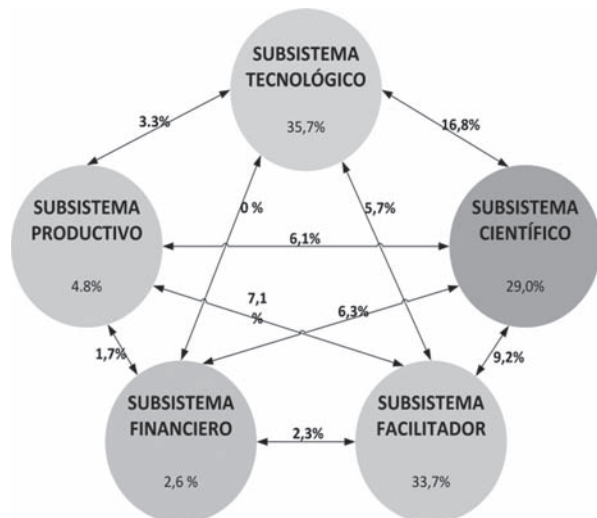 SUBSISTEMA
TECNOLÓGICO
35,7%
3.3%
16,8%
0 %
5,7%
SUBSISTEMA
PRODUCTIVO
4.8%
SUBSISTEMA
CIENTÍFICO
29,0%
6,1%
7,1
%
6,3%
1,7%
9,2%
SUBSISTEMA
FINANCIERO
2,6 %
2,3%
SUBSISTEMA
FACILITADOR
33,7%